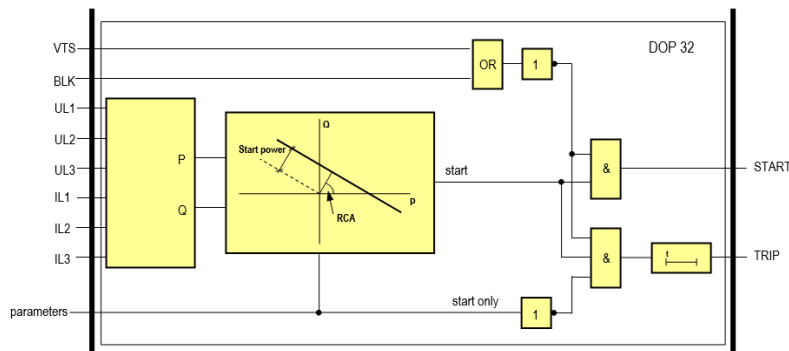 DOP 32
VTS
BLK
OR
1
UL1
UL2
UL3
IL1
IL2
IL3
P
Q
Q
Start power
P
RCA
start
&
START
&
t
TRIP
parameters
start only
1